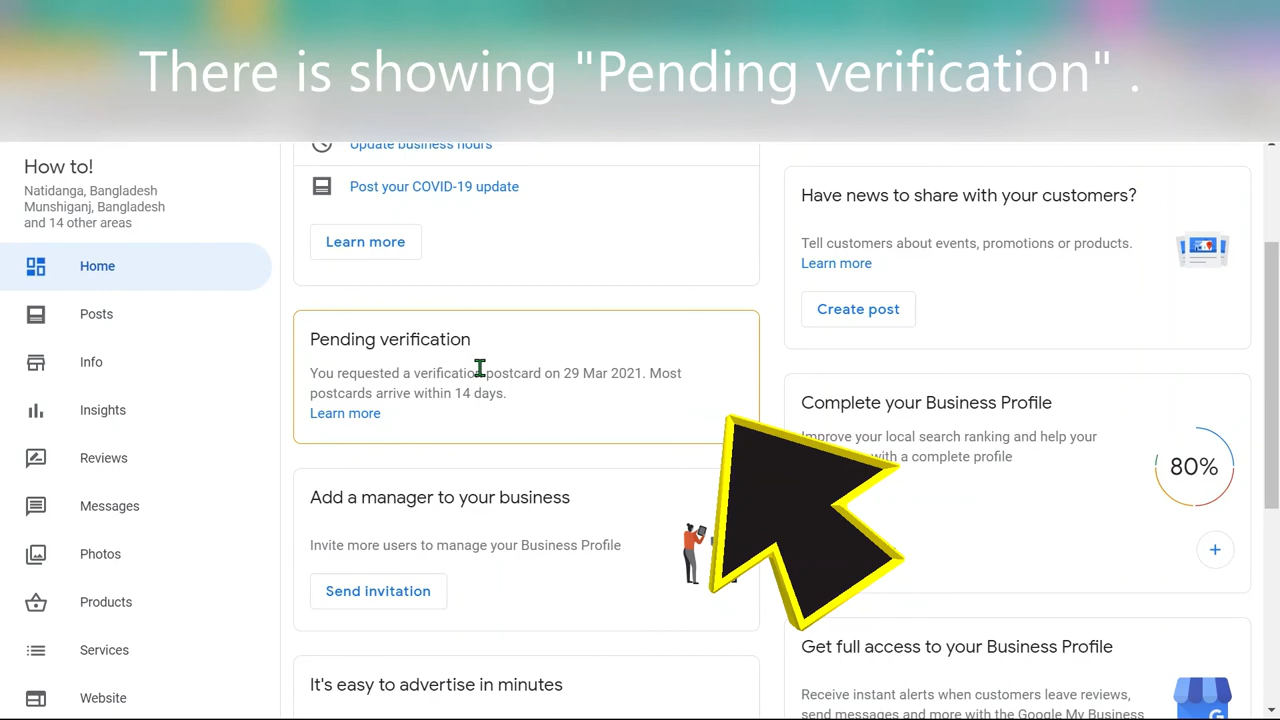 There is showing "Pending verification" .
How to!
Natidanga, Bangladesh
Munshiganj, Bangladesh
and 14 other areas
Home
Posts
Info
Insights
Reviews
Messages
Photos
Products
Services
Website
Update business hours
Post your COVID-19 update
Learn more
Pending verification
You requested a verification postcard on 29 Mar 2021. Most
postcards arrive within 14 days.
Learn more
Add a manager to your business
Invite more users to manage your Business Profile
Send invitation
It's easy to advertise in minutes
Have news to share with your customers?
Tell customers about events, promotions or products.
Learn more
Create post
Complete your Business Profile
Improve your local search ranking and help your
with a complete profile
80%
Get full access to your Business Profile
Receive instant alerts when customers leave reviews,
send messages and more with the Google My Business